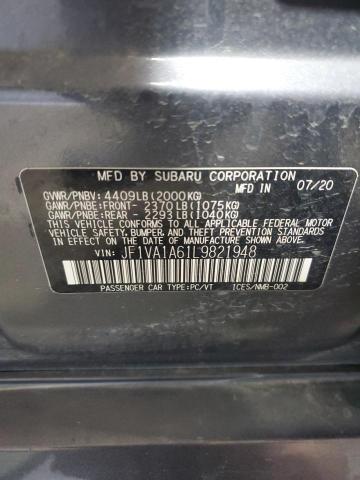 MFD BY SUBARU CORPORATION
MFD IN JAPAN 07/20
GVWR/PNBV: 4409LB(2000KG)
GAWR/PNBE:FRONT- 2370LB(1075KG)
GAWR/PNBE:REAR - 2293LB(1040KG)
THIS VEHICLE CONFORMS TO ALL APPLICABLE FEDERAL MOTOR
VEHICLE SAFETY, BUMPER, AND THEFT PREVENTION STANDARDS
IN EFFECT ON THE DATE OF MANUFACTURE SHOWN ABOVE.
VIN: JF1VA1A61L9821948
PASSENGER CAR TYPE:PC/VT ICES/NMB-002